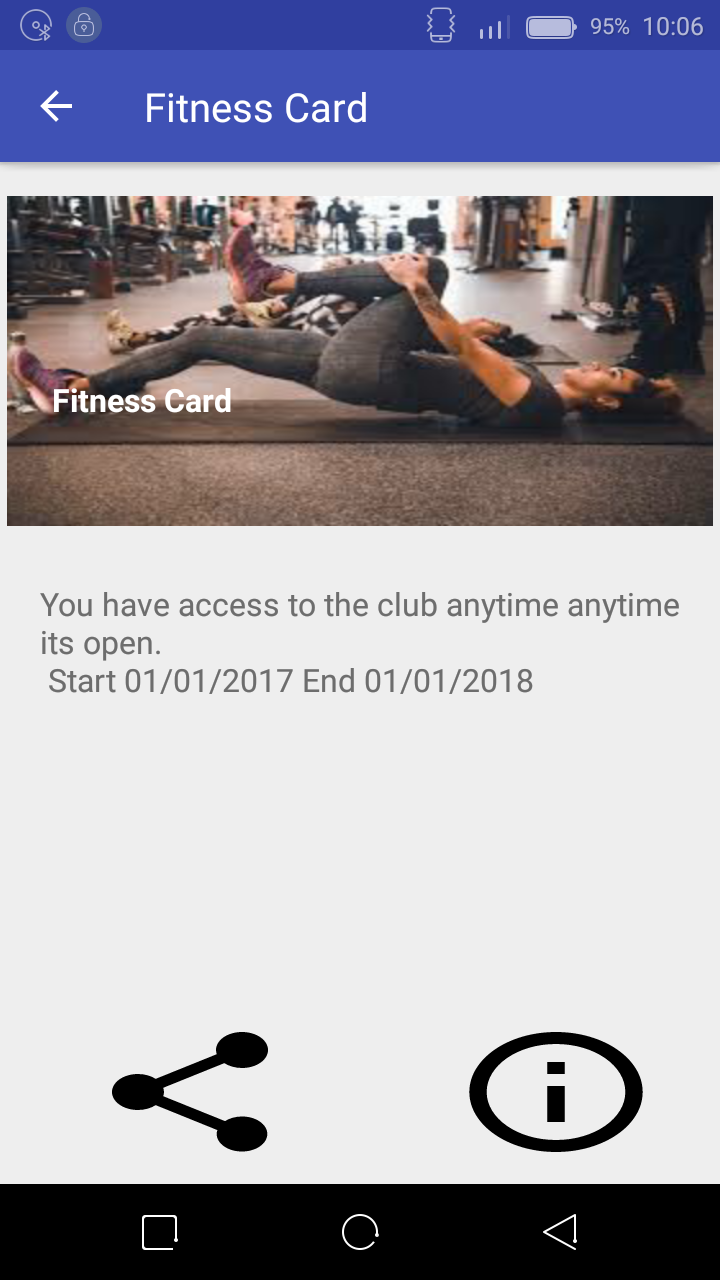 95% 10:06
Fitness Card
Fitness Card
You have access to the club anytime anytime
its open.
Start 01/01/2017 End 01/01/2018